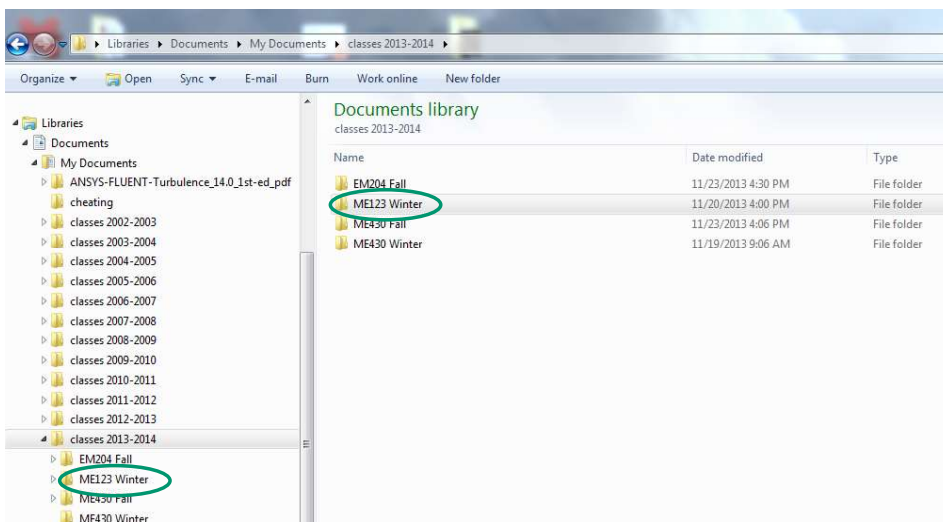 Libraries Documents My Documents classes 2013-2014
Organize Open Sync E-mail Burn Work online New folder
Libraries
Documents
My Documents
ANSYS-FLUENT-Turbulence_14.0_1st-ed_pdf
cheating
classes 2002-2003
classes 2003-2004
classes 2004-2005
classes 2005-2006
classes 2006-2007
classes 2007-2008
classes 2008-2009
classes 2009-2010
classes 2010-2011
classes 2011-2012
classes 2012-2013
classes 2013-2014
EM204 Fall
ME123 Winter
ME430 Fall
ME430 Winter
Documents library
classes 2013-2014
Name Date modified Type
EM204 Fall 11/23/2013 4:30 PM File folder
ME123 Winter 11/20/2013 4:00 PM File folder
ME430 Fall 11/23/2013 4:06 PM File folder
ME430 Winter 11/19/2013 9:06 AM File folder